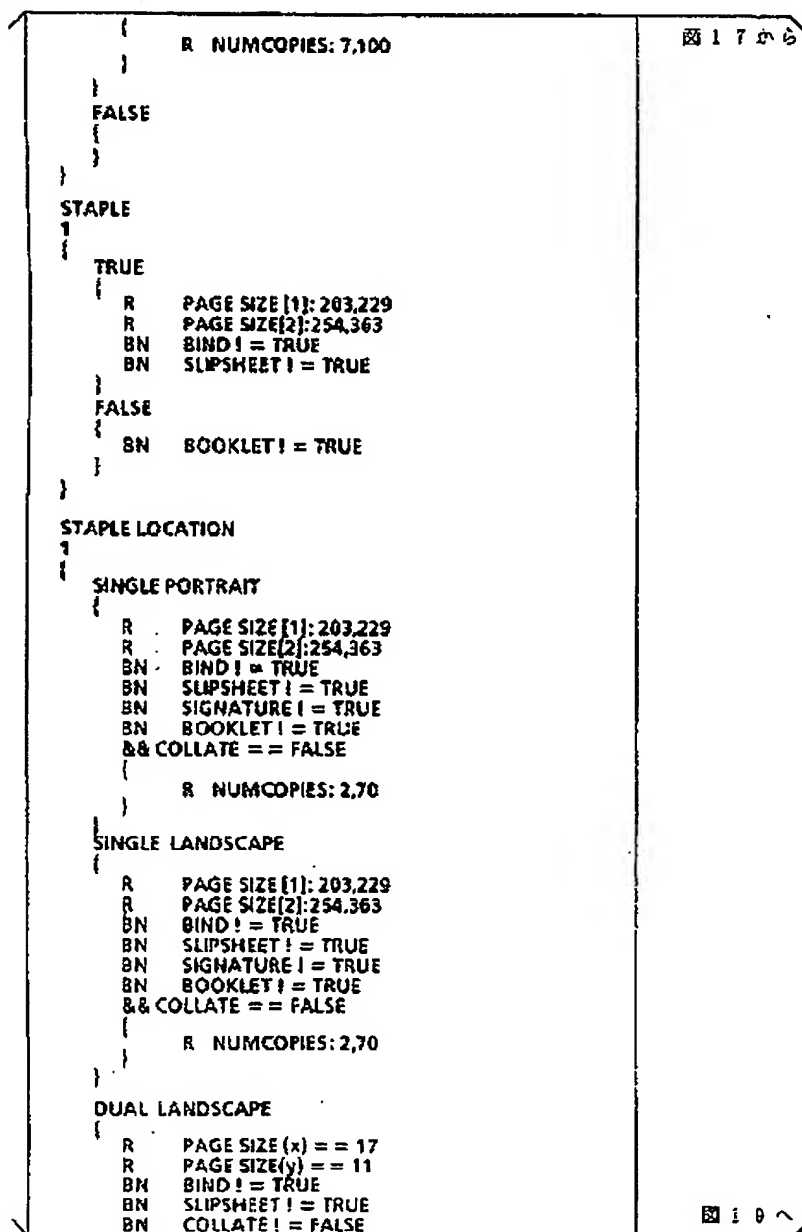 {
R NUMCOPIES: 7,100
}
}
FALSE
{
}
}
STAPLE
1
{
TRUE
{
R PAGE SIZE [1]: 203,229
R PAGE SIZE[2]:254,363
BN BIND ! = TRUE
BN SLIPSHEET ! = TRUE
}
FALSE
{
BN BOOKLET ! = TRUE
}
}
STAPLE LOCATION
1
{
SINGLE PORTRAIT
{
R PAGE SIZE [1]: 203,229
R PAGE SIZE[2]:254,363
BN BIND ! = TRUE
BN SLIPSHEET ! = TRUE
BN SIGNATURE ! = TRUE
BN BOOKLET ! = TRUE
&& COLLATE = = FALSE
{
R NUMCOPIES: 2,70
}
}
SINGLE LANDSCAPE
{
R PAGE SIZE [1]: 203,229
R PAGE SIZE[2]:254,363
BN BIND ! = TRUE
BN SLIPSHEET ! = TRUE
BN SIGNATURE ! = TRUE
BN BOOKLET ! = TRUE
&& COLLATE = = FALSE
{
R NUMCOPIES: 2,70
}
}
DUAL LANDSCAPE
{
R PAGE SIZE (x) = = 17
R PAGE SIZE(y) = = 11
BN BIND ! = TRUE
BN SLIPSHEET ! = TRUE
BN COLLATE ! = FALSE
図17から
図19へ